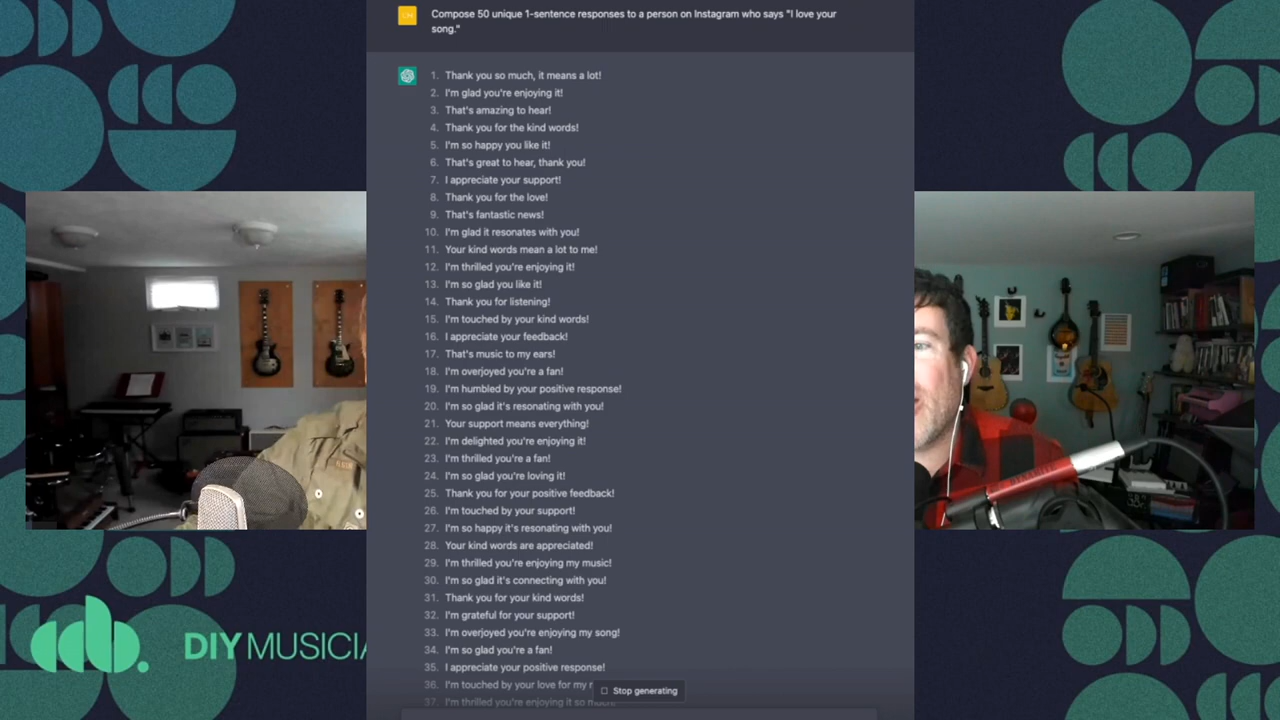 Compose 50 unique 1-sentence responses to a person on Instagram who says "I love your
song."
1. Thank you so much, it means a lot!
2. I'm glad you're enjoying it!
3. That's amazing to hear!
4. Thank you for the kind words!
5. I'm so happy you like it!
6. That's great to hear, thank you!
7. I appreciate your support!
8. Thank you for the love!
9. That's fantastic news!
10. I'm glad it resonates with you!
11. Your kind words mean a lot to me!
12. I'm thrilled you're enjoying it!
13. I'm so glad you like it!
14. Thank you for listening!
15. I'm touched by your kind words!
16. I appreciate your feedback!
17. That's music to my ears!
18. I'm overjoyed you're a fan!
19. I'm humbled by your positive response!
20. I'm so glad it's resonating with you!
21. Your support means everything!
22. I'm delighted you're enjoying it!
23. I'm thrilled you're a fan!
24. I'm so glad you're loving it!
25. Thank you for your positive feedback!
26. I'm touched by your support!
27. I'm so happy it's resonating with you!
28. Your kind words are appreciated!
29. I'm thrilled you're enjoying my music!
30. I'm so glad it's connecting with you!
31. Thank you for your kind words!
32. I'm grateful for your support!
33. I'm overjoyed you're enjoying my song!
34. I'm so glad you're a fan!
35. I appreciate your positive response!
36. I'm touched by your love for my
Stop generating
37. I'm thrilled you're enjoying it so much!
DIY MUSICIA